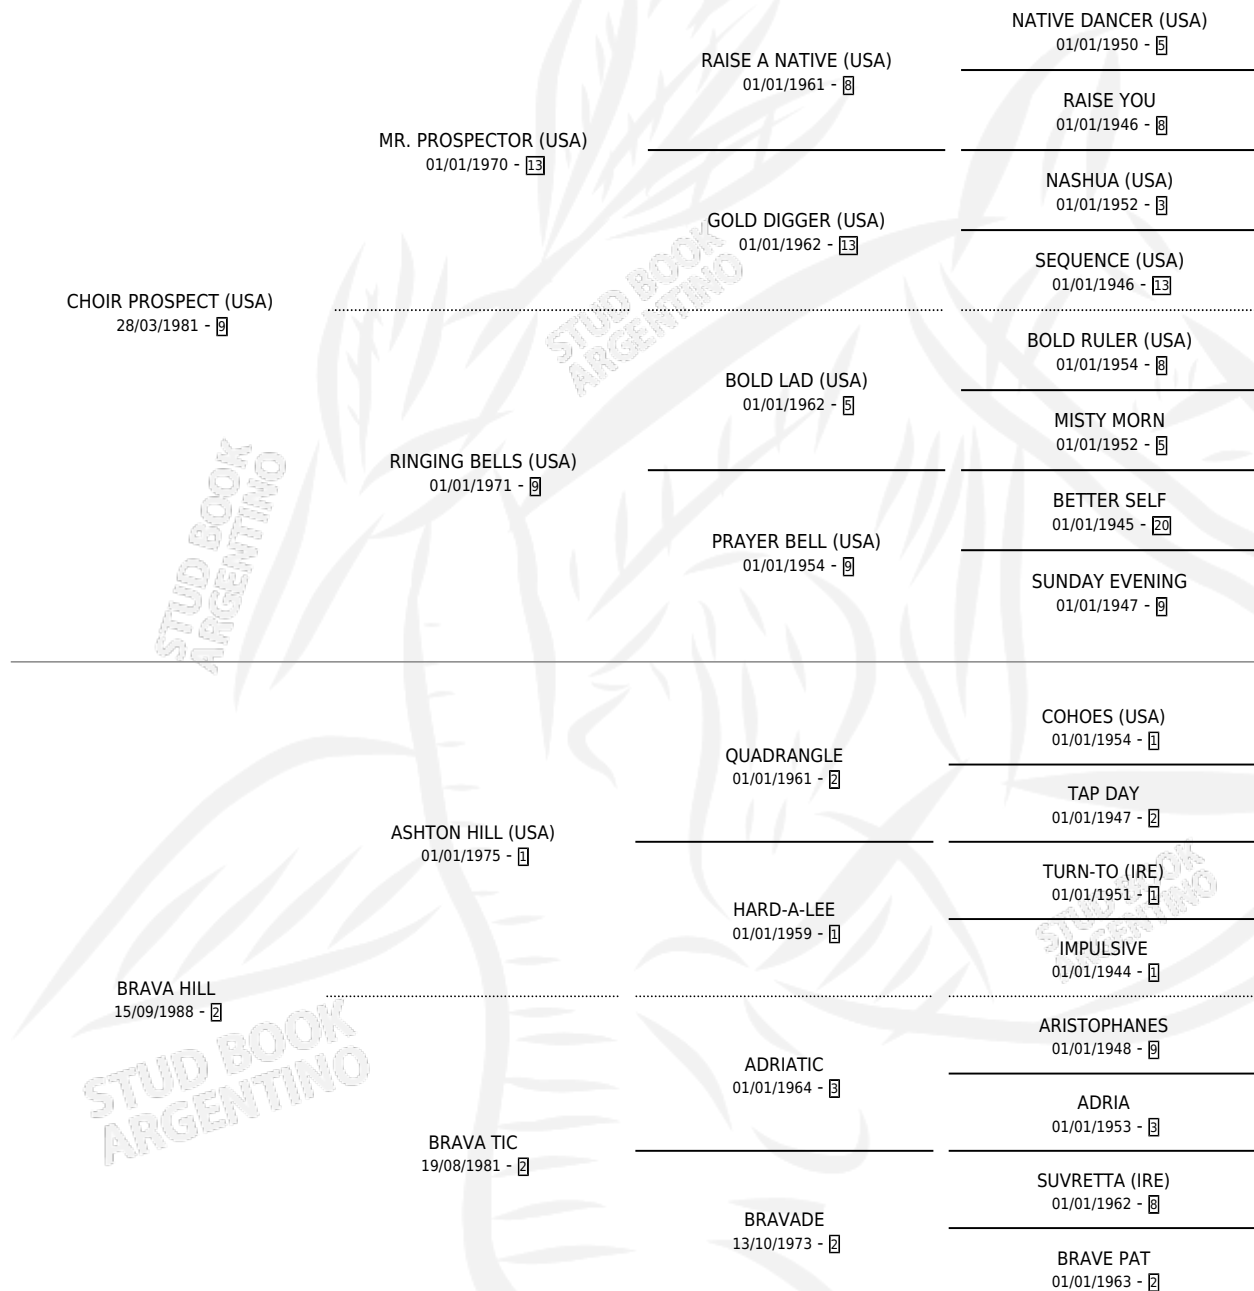 NATIVE DANCER (USA)
01/01/1950 - 5
RAISE A NATIVE (USA)
01/01/1961 - 8
RAISE YOU
01/01/1946 - 8
MR. PROSPECTOR (USA)
01/01/1970 - 13
NASHUA (USA)
01/01/1952 - 3
GOLD DIGGER (USA)
01/01/1962 - 13
SEQUENCE (USA)
01/01/1946 - 13
CHOIR PROSPECT (USA)
28/03/1981 - 9
STUD BOOK
ARGENTINO
BOLD RULER (USA)
01/01/1954 - 8
BOLD LAD (USA)
01/01/1962 - 5
MISTY MORN
01/01/1952 - 5
RINGING BELLS (USA)
01/01/1971 - 9
BETTER SELF
01/01/1945 - 20
PRAYER BELL (USA)
01/01/1954 - 9
SUNDAY EVENING
01/01/1947 - 9
STUD BOOK
ARGENTINO
COHOES (USA)
01/01/1954 - 1
QUADRANGLE
01/01/1961 - 2
TAP DAY
01/01/1947 - 2
ASHTON HILL (USA)
01/01/1975 - 1
TURN-TO (IRE)
01/01/1951 - 1
HARD-A-LEE
01/01/1959 - 1
IMPULSIVE
01/01/1944 - 1
STUD BOOK
ARGENTINO
BRAVA HILL
15/09/1988 - 2
ARISTOPHANES
01/01/1948 - 9
ADRIATIC
01/01/1964 - 3
ADRIA
01/01/1953 - 3
STUD BOOK
ARGENTINO
BRAVA TIC
19/08/1981 - 2
SUVRETTA (IRE)
01/01/1962 - 8
BRAVADE
13/10/1973 - 2
BRAVE PAT
01/01/1963 - 2